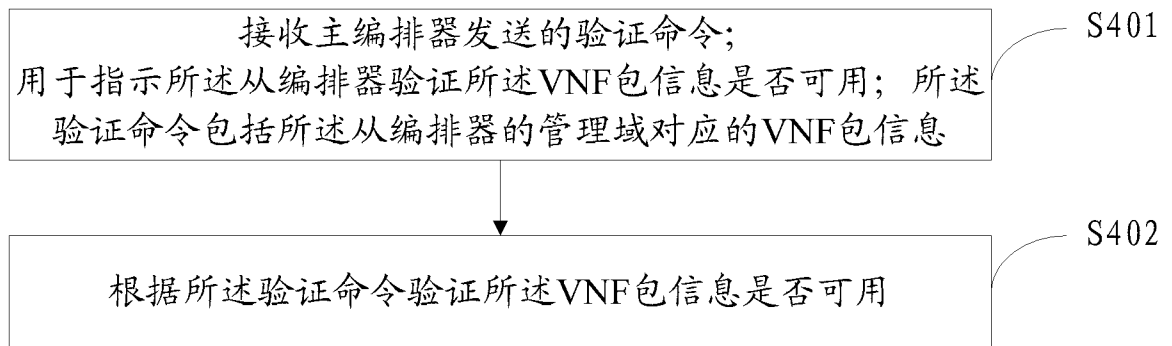 接收主编排器发送的验证命令;
用于指示所述从编排器验证所述VNF包信息是否可用; 所述
验证命令包括所述从编排器的管理域对应的VNF包信息
S401
根据所述验证命令验证所述VNF包信息是否可用
S402